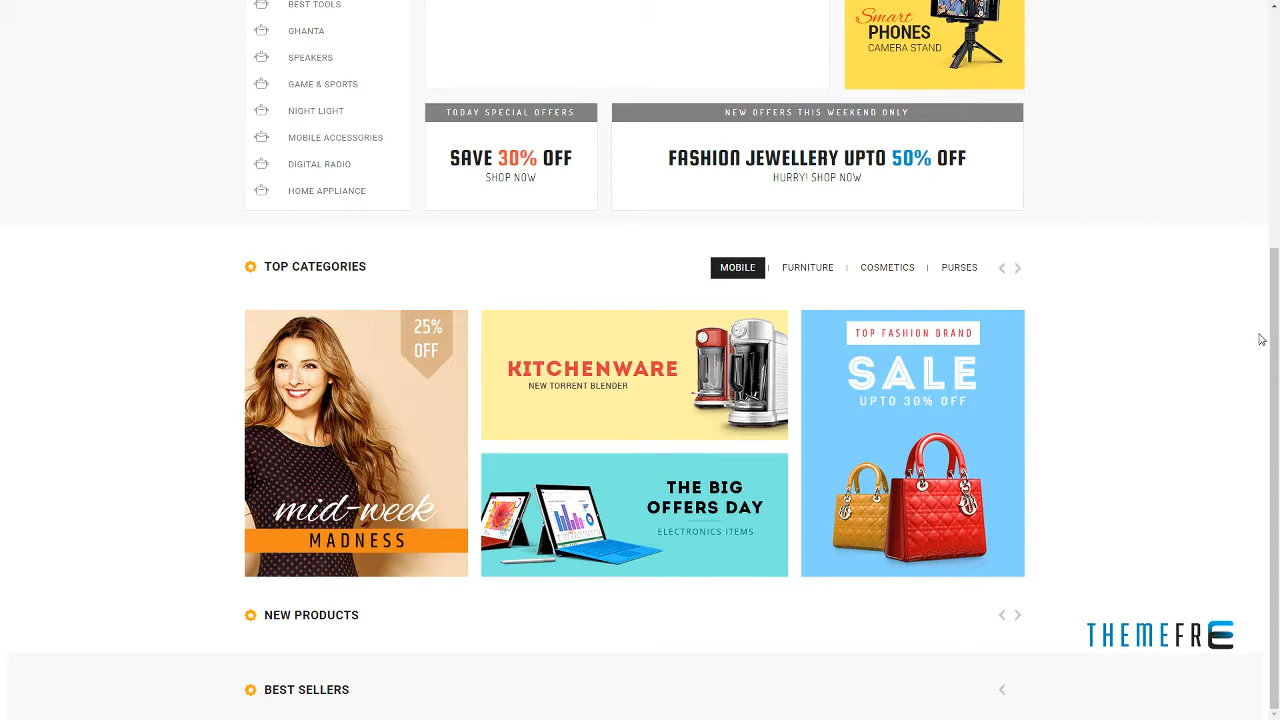 BEST TOOLS
GHANTA
SPEAKERS
GAME & SPORTS
NIGHT LIGHT
MOBILE ACCESSORIES
DIGITAL RADIO
HOME APPLIANCE
Smart
PHONES
CAMERA STAND
TODAY SPECIAL OFFERS
SAVE 30% OFF
SHOP NOW
NEW OFFERS THIS WEEKEND ONLY
FASHION JEWELLERY UPTO 50% OFF
HURRY! SHOP NOW
TOP CATEGORIES
MOBILE | FURNITURE | COSMETICS | PURSES
25%
OFF
mid-week
MADNESS
KITCHENWARE
NEW TORRENT BLENDER
THE BIG
OFFERS DAY
ELECTRONICS ITEMS
TOP FASHION BRAND
SALE
UPTO 30% OFF
NEW PRODUCTS
THEMEFRE
BEST SELLERS